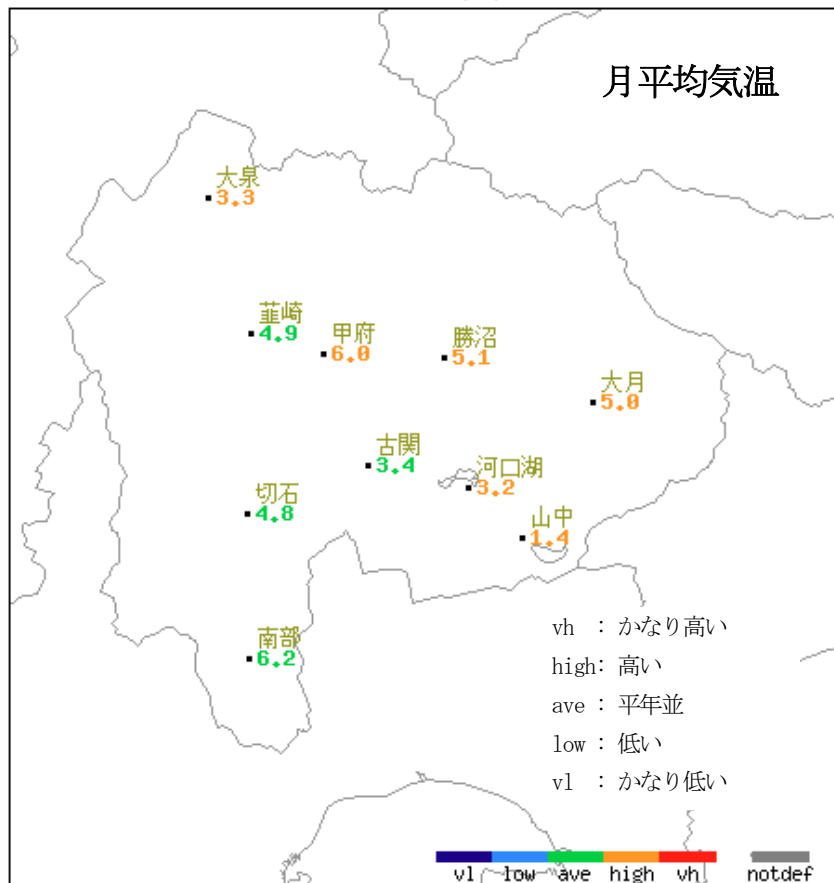 月平均気温
大泉
3.3
韮崎
4.9
甲府
6.0
勝沼
5.1
大月
5.0
古関
3.4
河口湖
3.2
切石
4.8
山中
1.4
南部
6.2
vh ： かなり高い
high： 高い
ave ： 平年並
low ： 低い
vl ： かなり低い
vl low ave high vh notdef